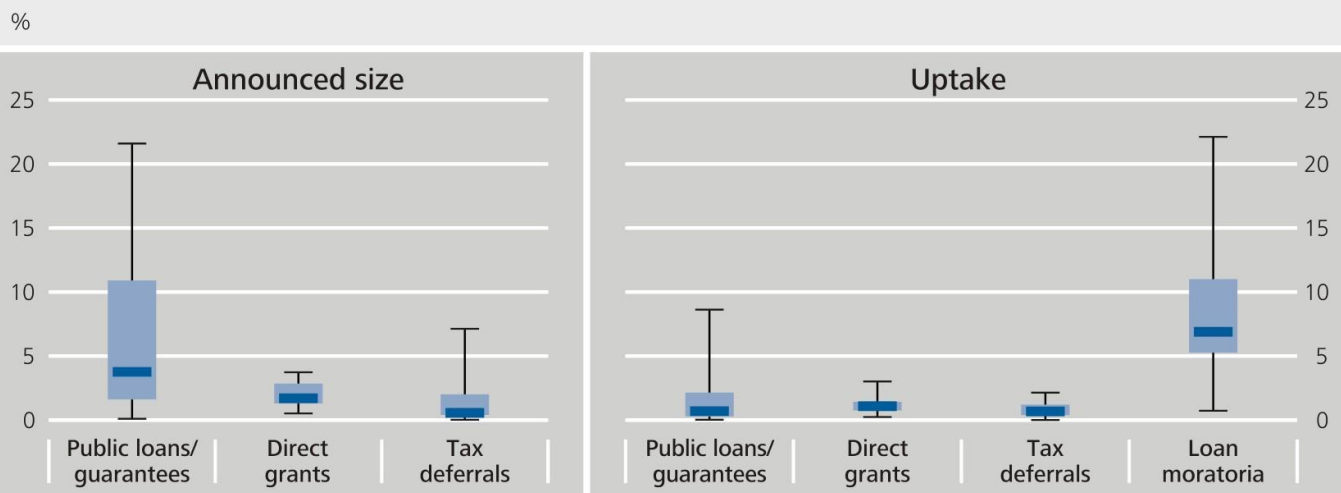 %
Announced size
25
20
15
10
5
0
Public loans/
guarantees
Direct
grants
Tax
deferrals
Uptake
25
20
15
10
5
0
Public loans/
guarantees
Direct
grants
Tax
deferrals
Loan
moratoria